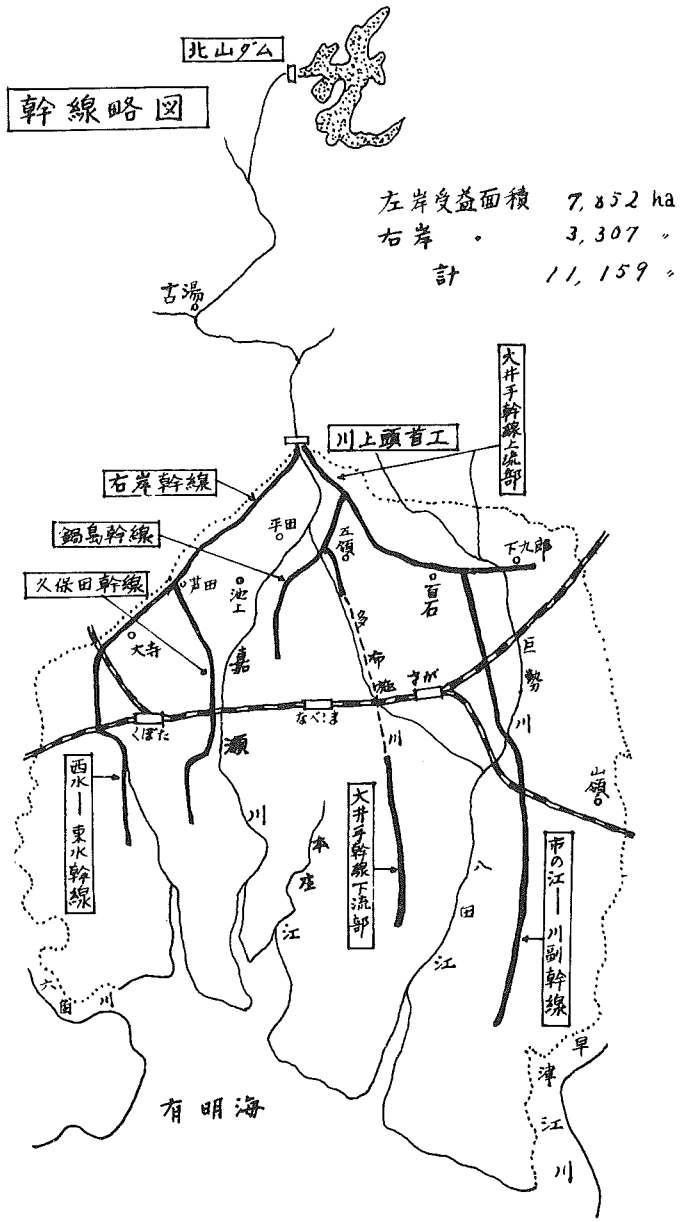 北山ダム
幹線略図
左岸受益面積 7,852 ha
右岸 〃 3,307 〃
計 11,159 〃
古湯
大井手幹線上流部
川上頭首工
右岸幹線
鍋島幹線
久保田幹線
平田
五領
下九郎
芦田
池上
盲石
大寺
多布施川
嘉瀬川
巨勢川
さが
なべしま
くぼた
山領
西水――東水幹線
大井手幹線下流部
市の江――川副幹線
本庄江
八田江
六角川
早津江川
有明海